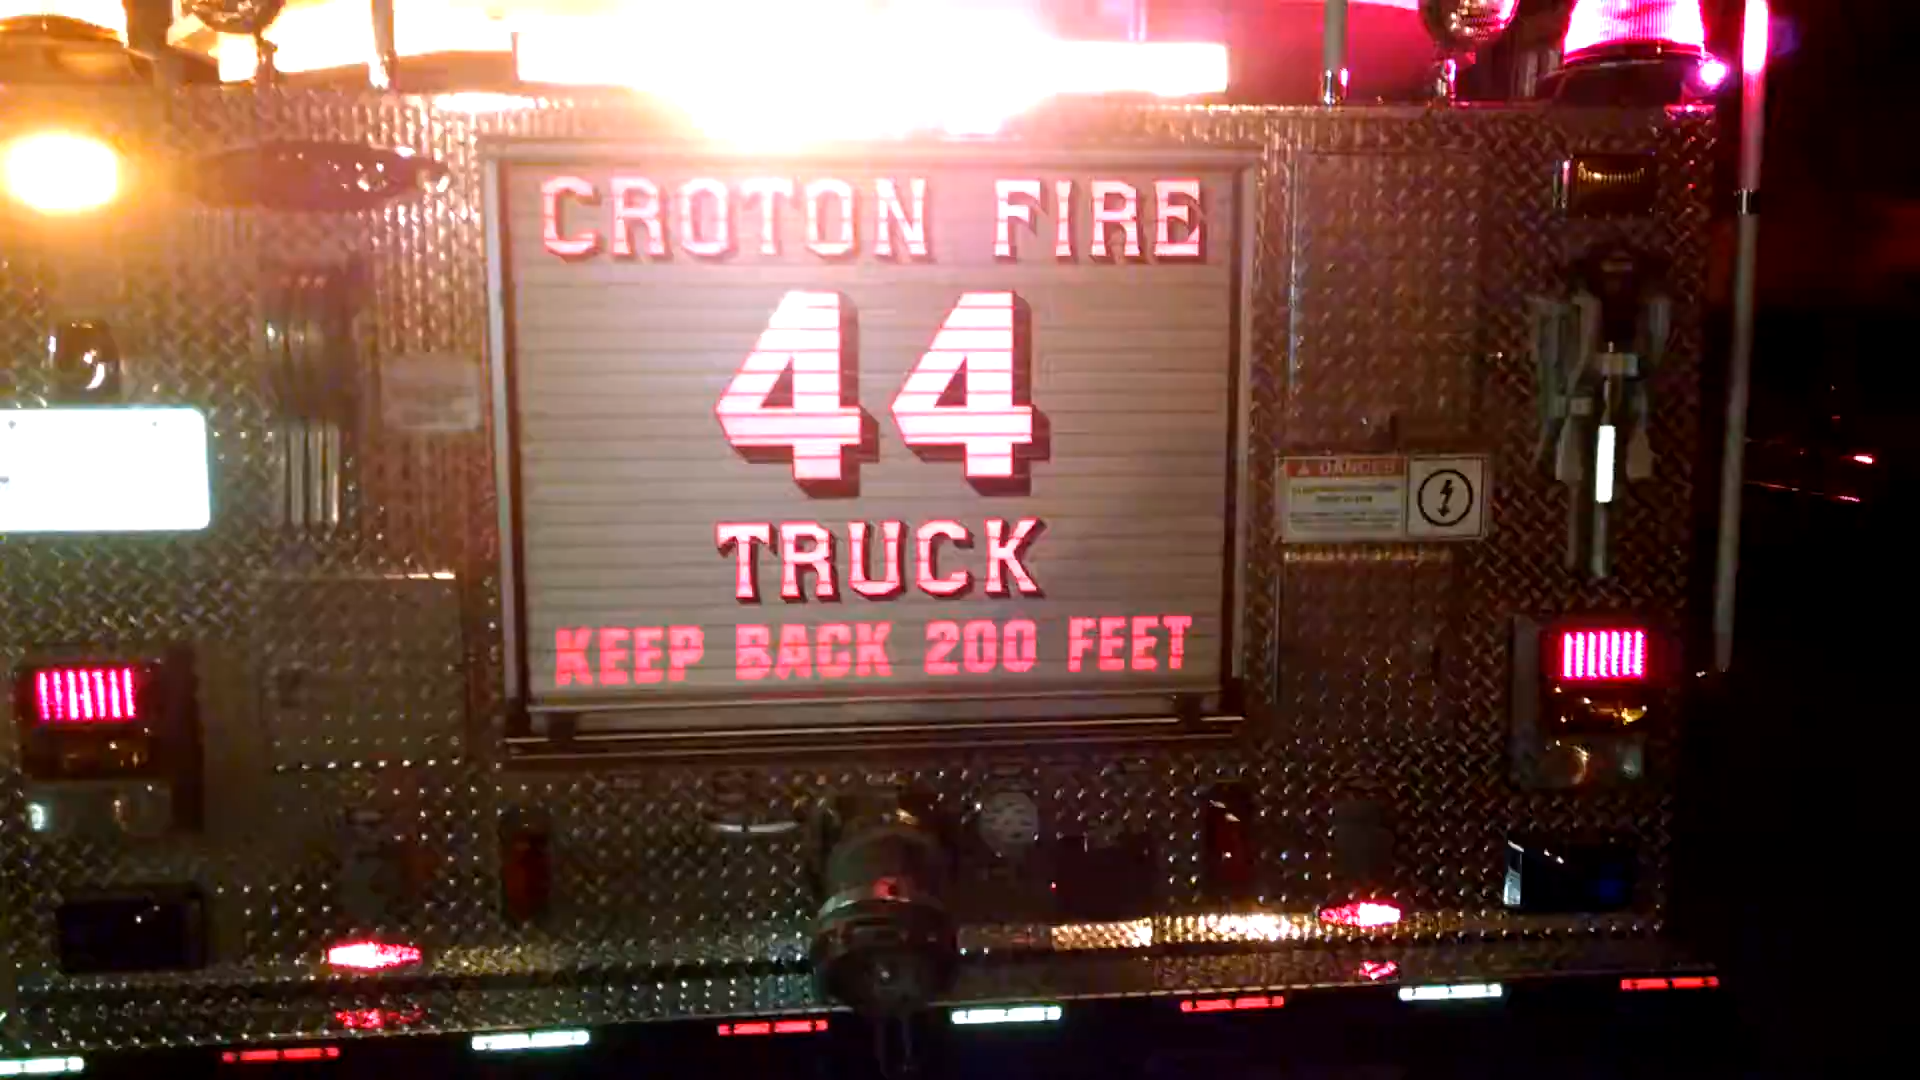 CROTON FIRE
44
TRUCK
KEEP BACK 200 FEET
DANGER